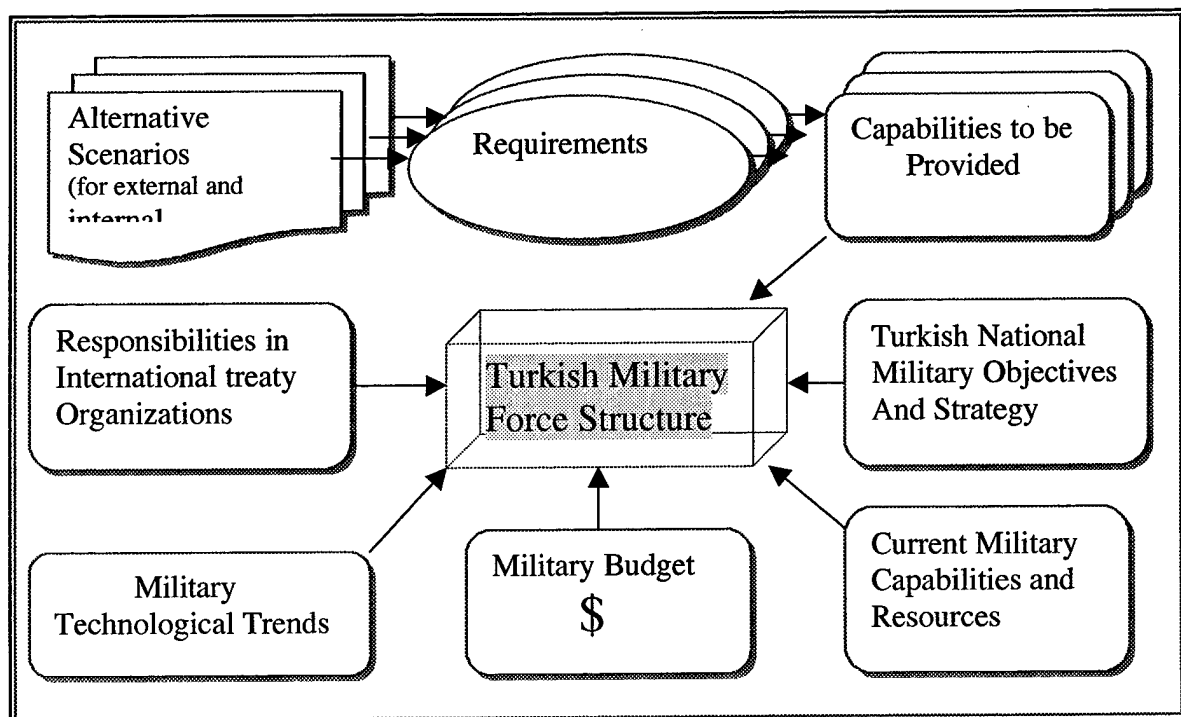 Alternative
Scenarios
(for external and
internal
Requirements
Capabilities to be
Provided
Responsibilities in
International treaty
Organizations
Turkish Military
Force Structure
Turkish National
Military Objectives
And Strategy
Military
Technological Trends
Military Budget
$
Current Military
Capabilities and
Resources